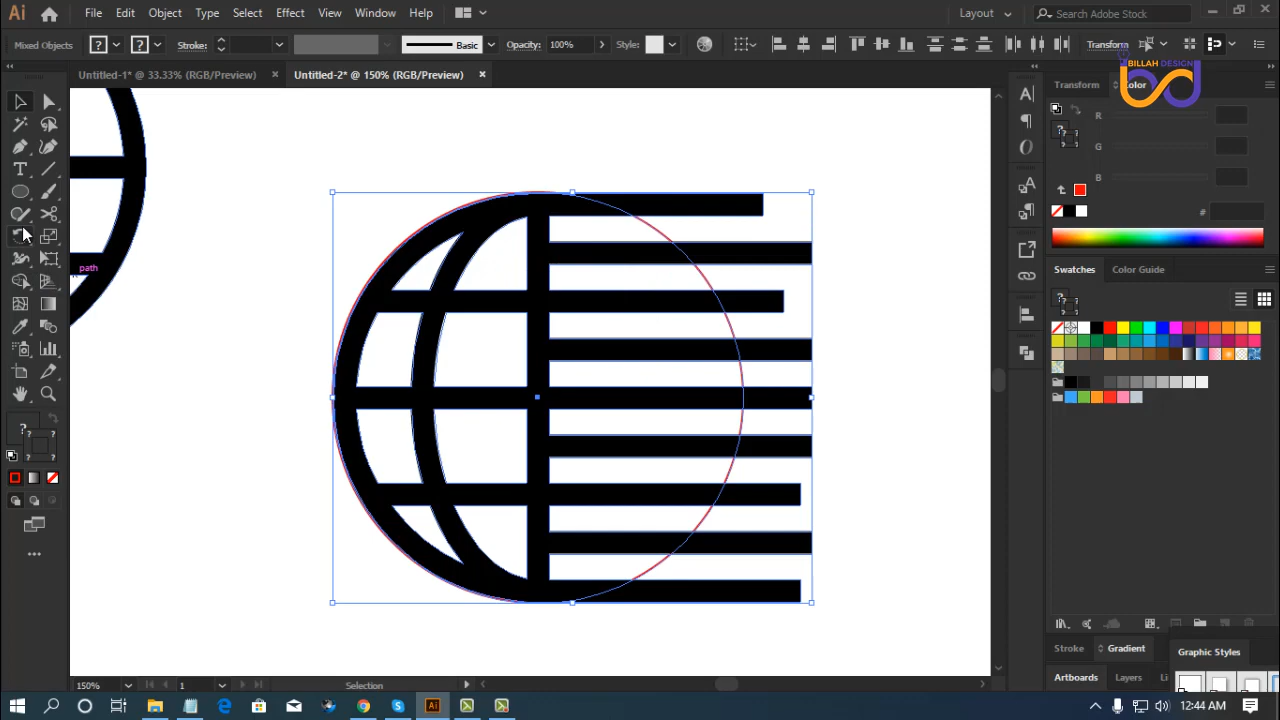 Ai File Edit Object Type Select Effect View Window Help Layout Search Adobe Stock
Mixed Objects ? ? Stroke: Basic Opacity: 100% Style: Transform
BILLAH DESIGN
Untitled-1* @ 33.33% (RGB/Preview) × Untitled-2* @ 150% (RGB/Preview) ×
Transform Color
R
G
B
#
path
Swatches Color Guide
Stroke Gradient
Graphic Styles
Artboards Layers Li
150% 1 Selection
12:44 AM